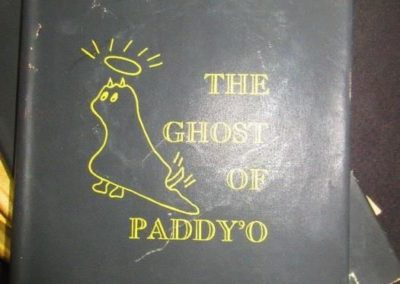 THE
GHOST
OF
PADDY'O